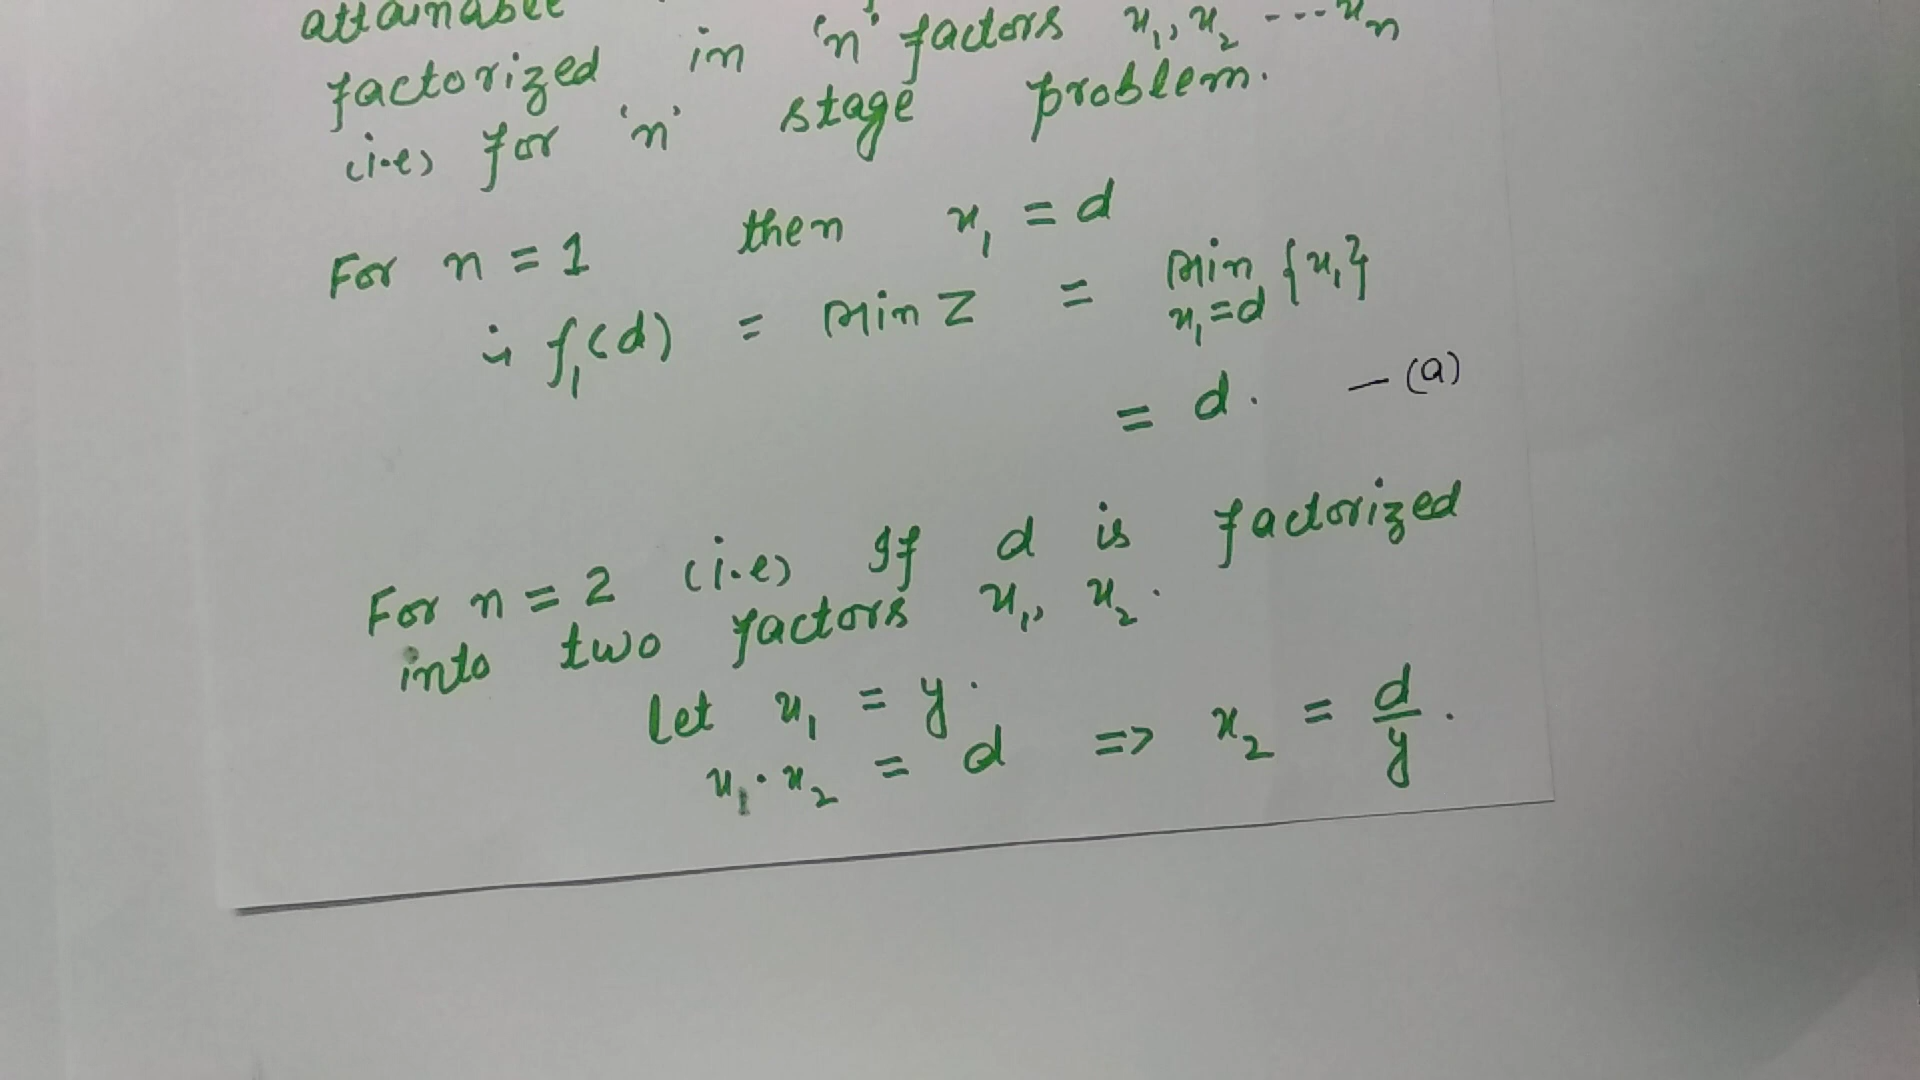 attainable
factorized in 'n' factors x₁, x₂ ---xₙ
(i.e) for 'n' stage problem.
For n = 1 then x₁ = d
∴ f₁(d) = Min Z = Min {x₁}
x₁=d
= d. — (a)
For n = 2 (i.e) If d is factorized
into two factors x₁, x₂.
Let x₁ = y.
x₁ · x₂ = d => x₂ = d/y.